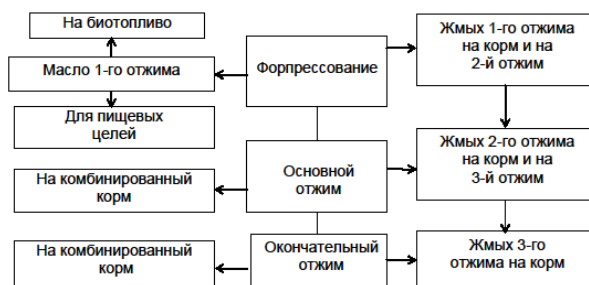 На биотопливо
Масло 1-го отжима
Для пищевых
целей
На комбинированный
корм
На комбинированный
корм
Форпрессование
Основной
отжим
Окончательный
отжим
Жмых 1-го отжима
на корм и на
2-й отжим
Жмых 2-го отжима
на корм и на
3-й отжим
Жмых 3-го
отжима на корм